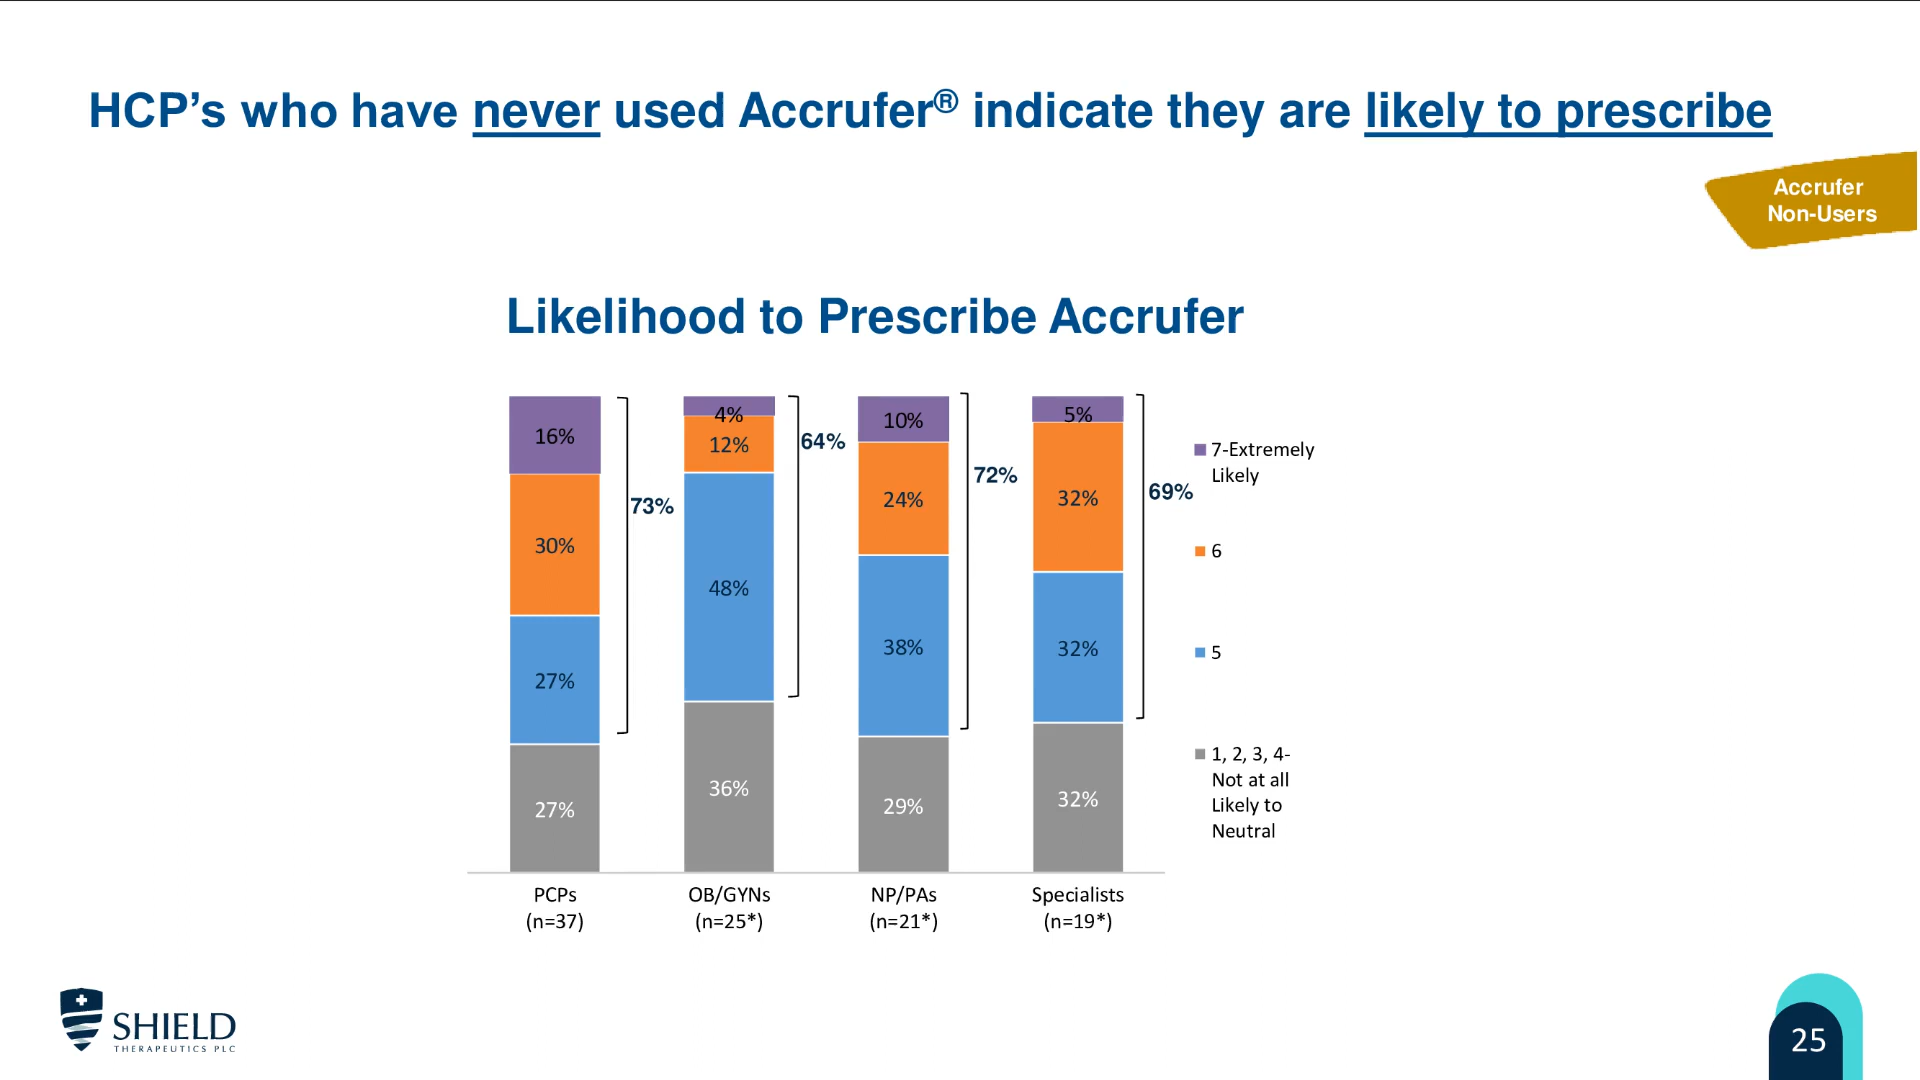 HCP’s who have never used Accrufer® indicate they are likely to prescribe
Accrufer
Non-Users
Likelihood to Prescribe Accrufer
16%
30%
27%
27%
73%
4%
12%
48%
36%
64%
10%
24%
38%
29%
72%
5%
32%
32%
32%
69%
7-Extremely
Likely
6
5
1, 2, 3, 4-
Not at all
Likely to
Neutral
PCPs
(n=37)
OB/GYNs
(n=25*)
NP/PAs
(n=21*)
Specialists
(n=19*)
SHIELD
THERAPEUTICS PLC
25